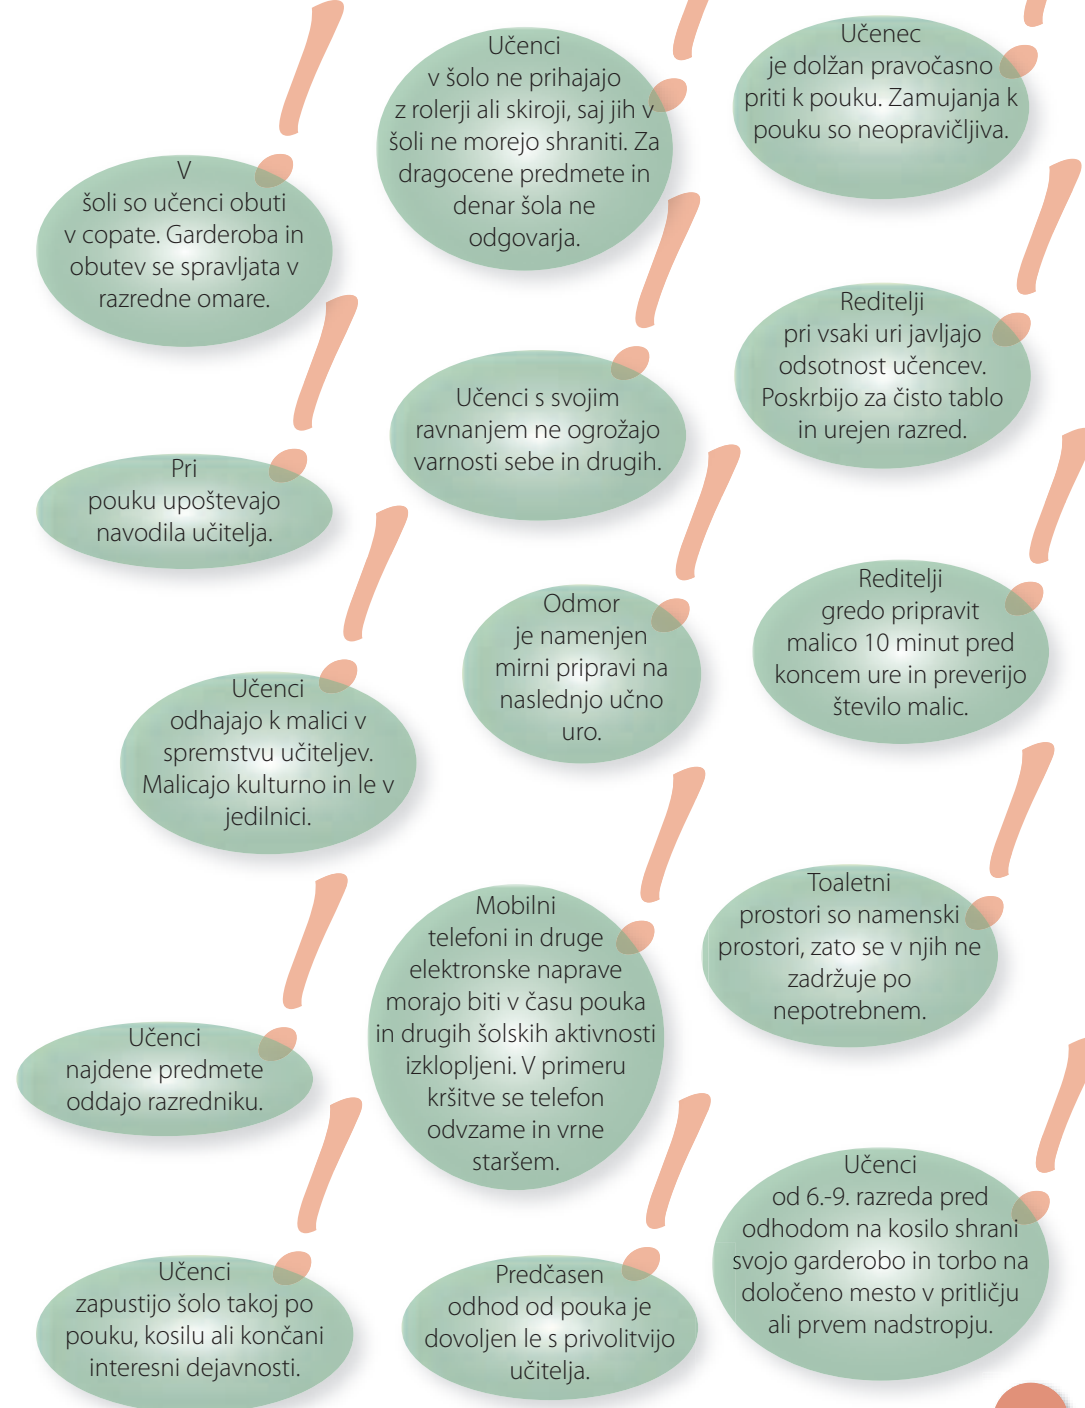 V
šoli so učenci obuti
v copate. Garderoba in
obutev se spravljata v
razredne omare.
Pri
pouku upoštevajo
navodila učitelja.
Učenci
odhajajo k malici v
spremstvu učiteljev.
Malicajo kulturno in le v
jedilnici.
Učenci
najdene predmete
oddajo razredniku.
Učenci
zapustijo šolo takoj po
pouku, kosilu ali končani
interesni dejavnosti.
Učenci
v šolo ne prihajajo
z rolerji ali skiroji, saj jih v
šoli ne morejo shraniti. Za
dragocene predmete in
denar šola ne
odgovarja.
Učenci s svojim
ravnanjem ne ogrožajo
varnosti sebe in drugih.
Odmor
je namenjen
mirni pripravi na
naslednjo učno
uro.
Mobilni
telefoni in druge
elektronske naprave
morajo biti v času pouka
in drugih šolskih aktivnosti
izklopljeni. V primeru
kršitve se telefon
odvzame in vrne
staršem.
Predčasen
odhod od pouka je
dovoljen le s privolitvijo
učitelja.
Učenec
je dolžan pravočasno
priti k pouku. Zamujanja k
pouku so neopravičljiva.
Reditelji
pri vsaki uri javljajo
odsotnost učencev.
Poskrbijo za čisto tablo
in urejen razred.
Reditelji
gredo pripravit
malico 10 minut pred
koncem ure in preverijo
število malic.
Toaletni
prostori so namenski
prostori, zato se v njih ne
zadržuje po
nepotrebnem.
Učenci
od 6.-9. razreda pred
odhodom na kosilo shrani
svojo garderobo in torbo na
določeno mesto v pritličju
ali prvem nadstropju.